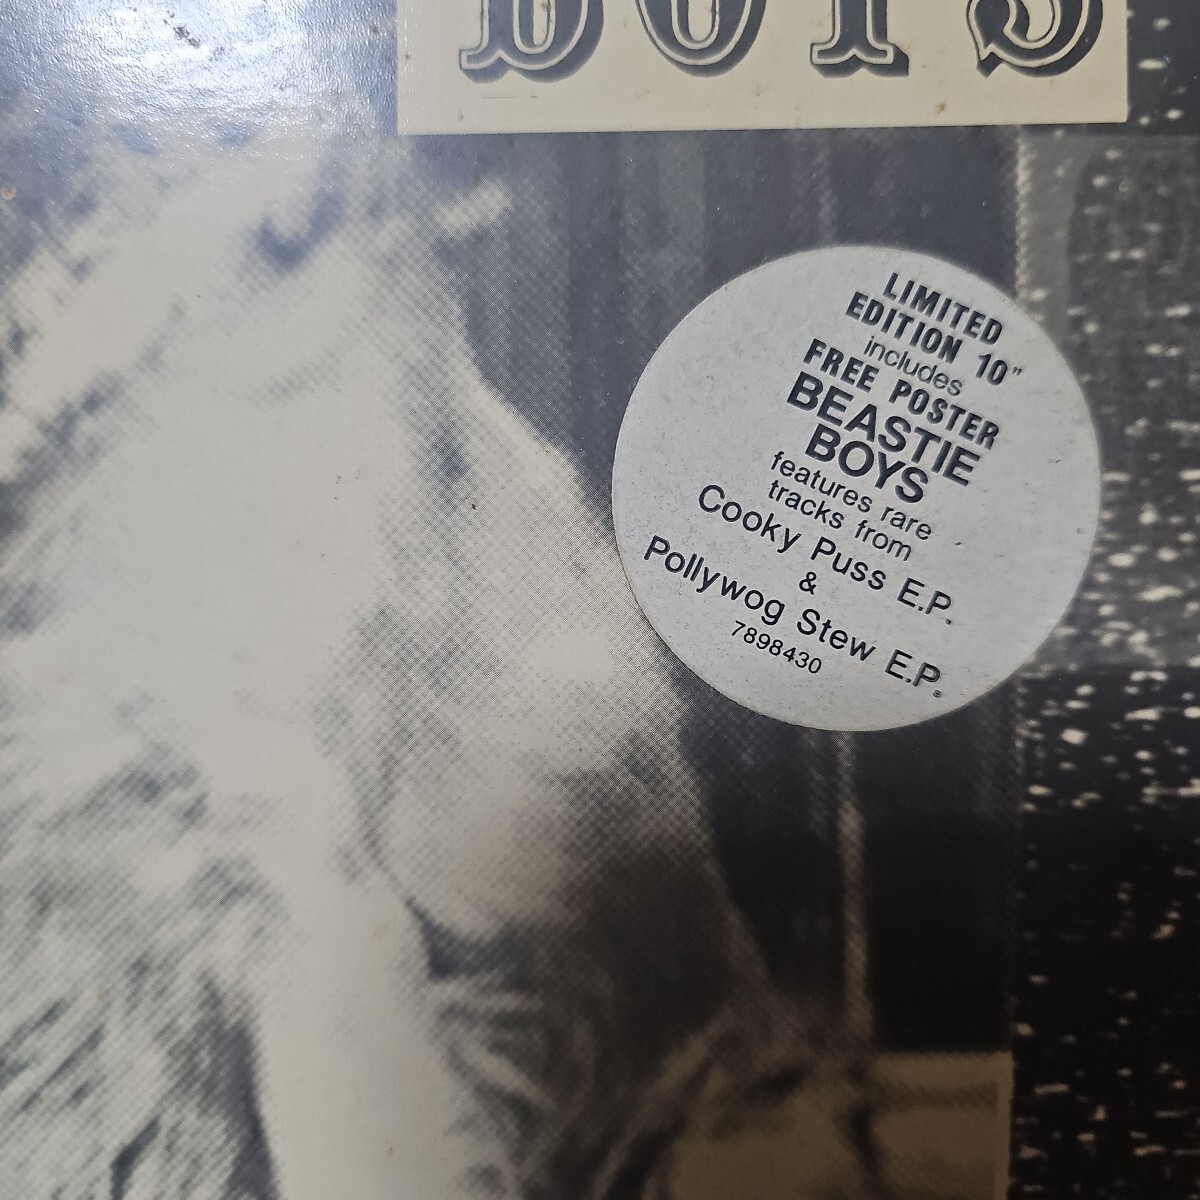 BOYS
LIMITED
EDITION 10"
includes
FREE POSTER
BEASTIE
BOYS
features rare
tracks from
Cooky Puss E.P.
&
Pollywog Stew E.P.
7898430